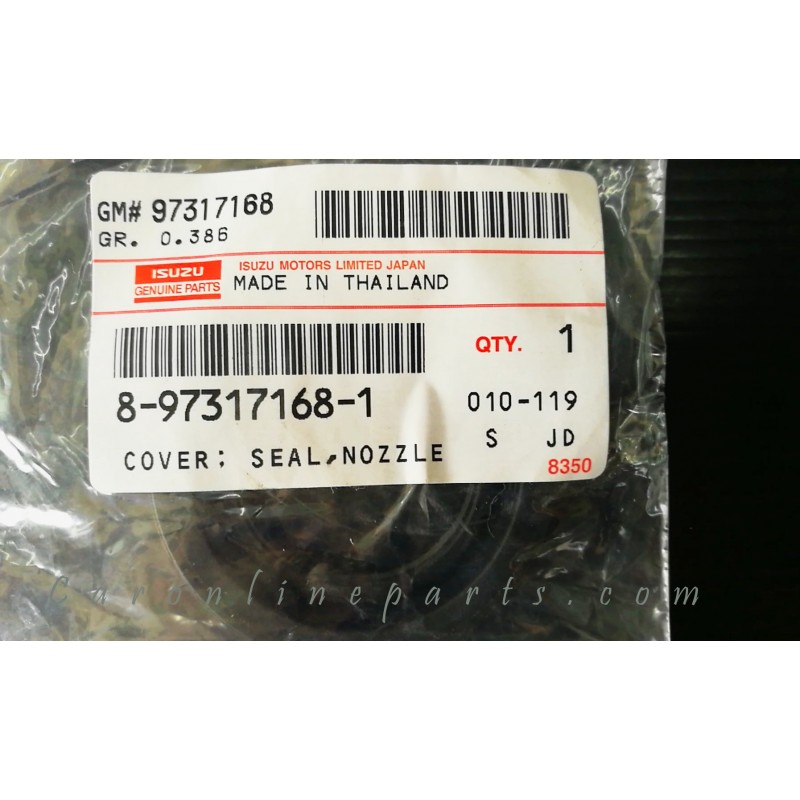 GM# 97317168
GR. 0.386
ISUZU
GENUINE PARTS
ISUZU MOTORS LIMITED JAPAN
MADE IN THAILAND
QTY. 1
8-97317168-1
010-119
S JD
COVER; SEAL,NOZZLE
8350
Caronlineparts.com